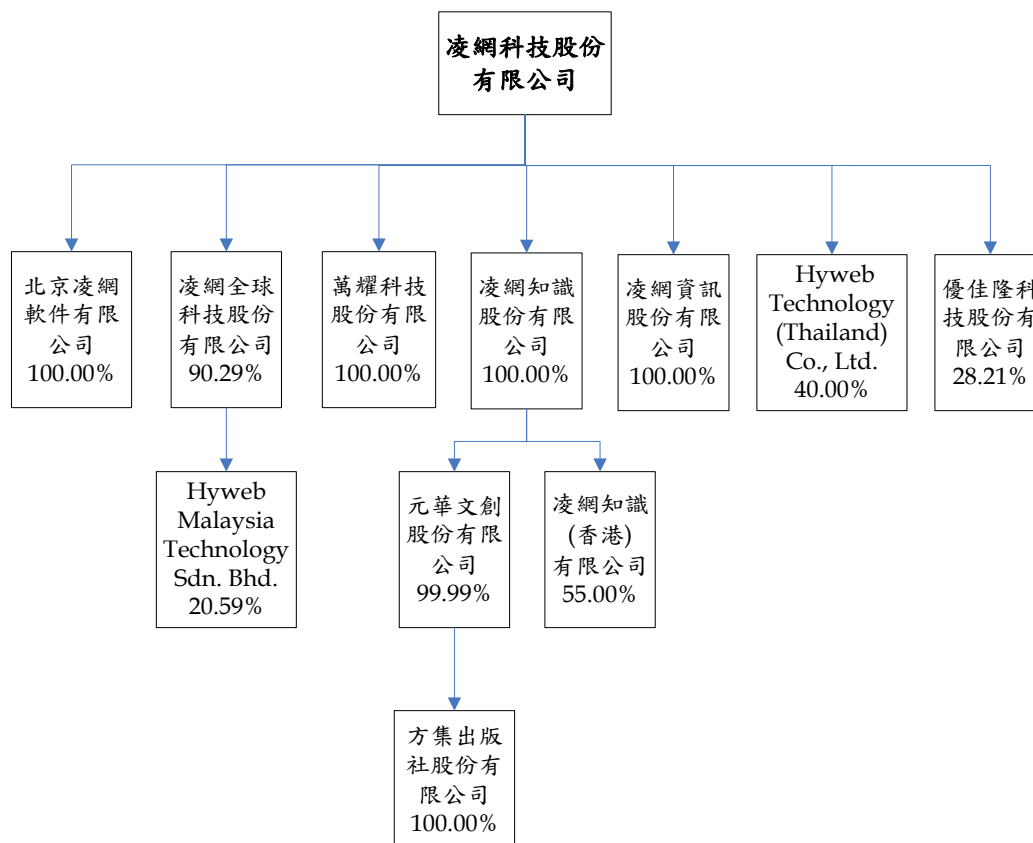 凌網科技股份
有限公司
北京凌網
軟件有限
公司
100.00%
凌網全球
科技股份
有限公司
90.29%
萬耀科技
股份有限
公司
100.00%
凌網知識
股份有限
公司
100.00%
凌網資訊
股份有限
公司
100.00%
Hyweb
Technology
(Thailand)
Co., Ltd.
40.00%
優佳隆科
技股份有
限公司
28.21%
Hyweb
Malaysia
Technology
Sdn. Bhd.
20.59%
元華文創
股份有限
公司
99.99%
凌網知識
(香港)
有限公司
55.00%
方集出版
社股份有
限公司
100.00%